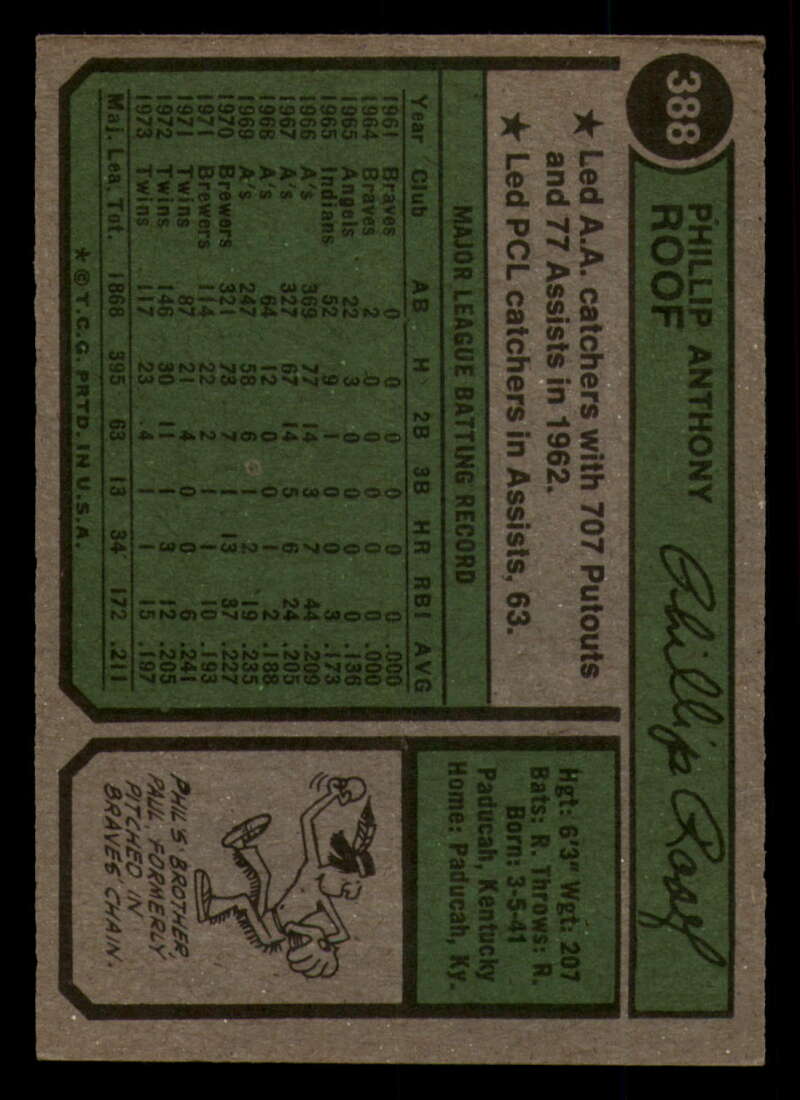 388
PHILLIP ANTHONY
ROOF
Phillip Roof
★ Led A.A. catchers with 707 Putouts
and 77 Assists in 1962.
★ Led PCL catchers in Assists, 63.
MAJOR LEAGUE BATTING RECORD
Year Club AB H 2B 3B HR RBI AVG
1961 Braves 0 0 0 0 0 0 .000
1964 Braves 2 0 0 0 0 0 .000
1965 Angels 22 3 0 0 0 0 .136
1965 Indians 52 9 1 0 0 3 .173
1966 A's 369 77 14 3 7 44 .209
1967 A's 327 67 14 5 6 24 .205
1968 A's 64 12 0 0 1 2 .188
1969 A's 247 58 6 1 2 19 .235
1970 Brewers 321 73 7 1 13 37 .227
1971 Brewers 114 22 2 1 1 10 .193
1971 Twins 87 21 4 0 0 6 .241
1972 Twins 146 30 11 1 3 12 .205
1973 Twins 117 23 4 1 1 15 .197
Maj. Lea. Tot. 1868 395 63 13 34 172 .211
* © T.C.G. PRTD. IN U.S.A.
Hgt: 6'3" Wgt: 207
Bats: R. Throws: R.
Born: 3-5-41
Paducah, Kentucky
Home: Paducah, Ky.
PHIL'S BROTHER,
PAUL, FORMERLY
PITCHED IN
BRAVES' CHAIN.